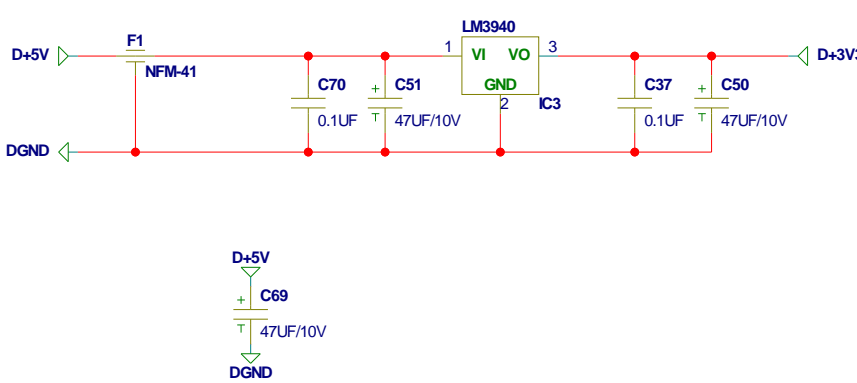 LM3940
D+5V
F1
NFM-41
1
VI
VO
3
D+3V3
GND
2
IC3
C70
0.1UF
+
C51
T
47UF/10V
C37
0.1UF
+
C50
T
47UF/10V
DGND
D+5V
+
C69
T
47UF/10V
DGND